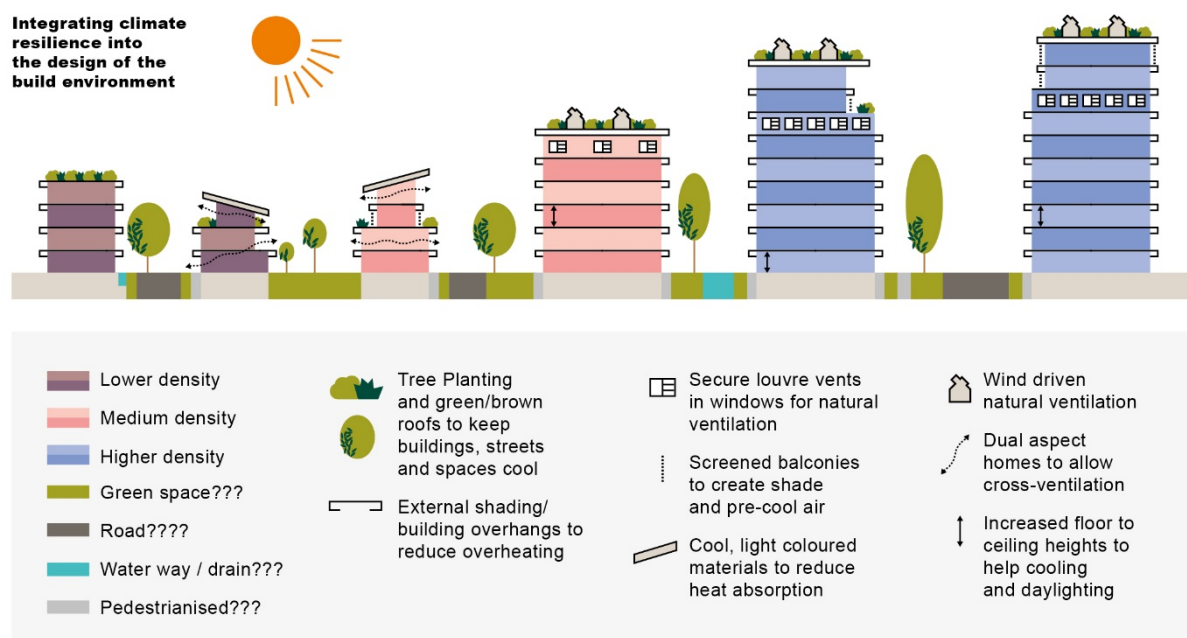 Integrating climate
resilience into
the design of the
build environment
Lower density
Medium density
Higher density
Green space???
Road????
Water way / drain???
Pedestrianised???
Tree Planting
and green/brown
roofs to keep
buildings, streets
and spaces cool
External shading/
building overhangs to
reduce overheating
Secure louvre vents
in windows for natural
ventilation
Screened balconies
to create shade
and pre-cool air
Cool, light coloured
materials to reduce
heat absorption
Wind driven
natural ventilation
Dual aspect
homes to allow
cross-ventilation
Increased floor to
ceiling heights to
help cooling
and daylighting